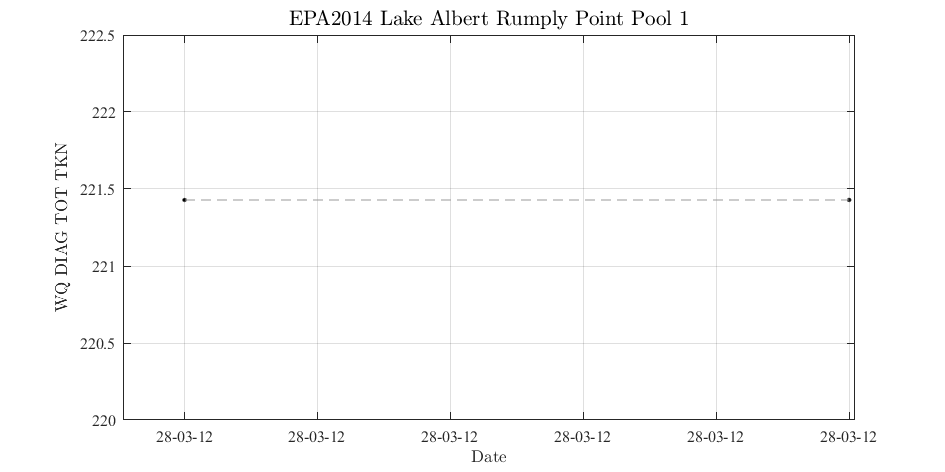 EPA2014 Lake Albert Rumply Point Pool 1
222.5
222
221.5
221
220.5
220
WQ DIAG TOT TKN
28-03-12 28-03-12 28-03-12 28-03-12 28-03-12 28-03-12
Date